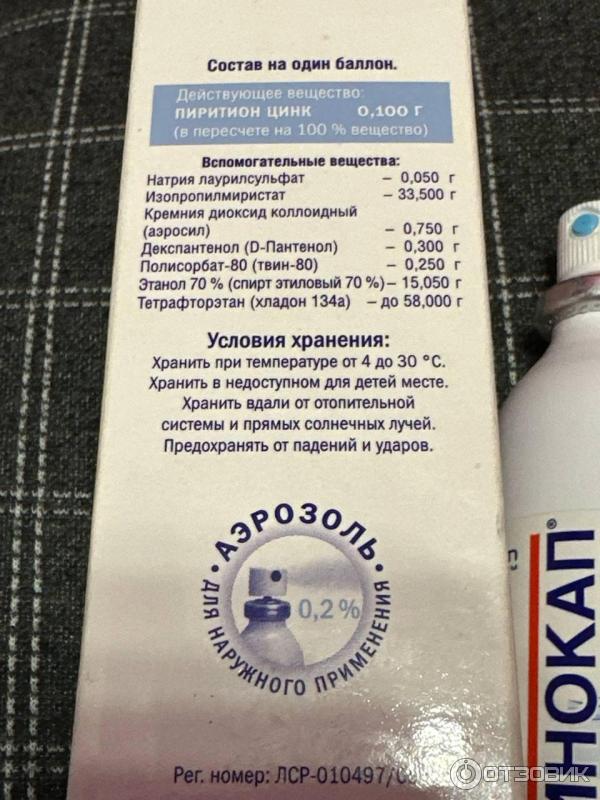 Состав на один баллон.
Действующее вещество:
ПИРИТИОН ЦИНК 0,100 Г
(в пересчете на 100 % вещество)
Вспомогательные вещества:
Натрия лаурилсульфат – 0,050 г
Изопропилмиристат – 33,500 г
Кремния диоксид коллоидный
(аэросил) – 0,750 г
Декспантенол (D-Пантенол) – 0,300 г
Полисорбат-80 (твин-80) – 0,250 г
Этанол 70 % (спирт этиловый 70 %) – 15,050 г
Тетрафторэтан (хладон 134a) – до 58,000 г
Условия хранения:
Хранить при температуре от 4 до 30 °С.
Хранить в недоступном для детей месте.
Хранить вдали от отопительной
системы и прямых солнечных лучей.
Предохранять от падений и ударов.
• АЭРОЗОЛЬ •
ДЛЯ НАРУЖНОГО ПРИМЕНЕНИЯ
0,2 %
Рег. номер: ЛСР-010497/
ИНОКАП®
ОТЗОВИК